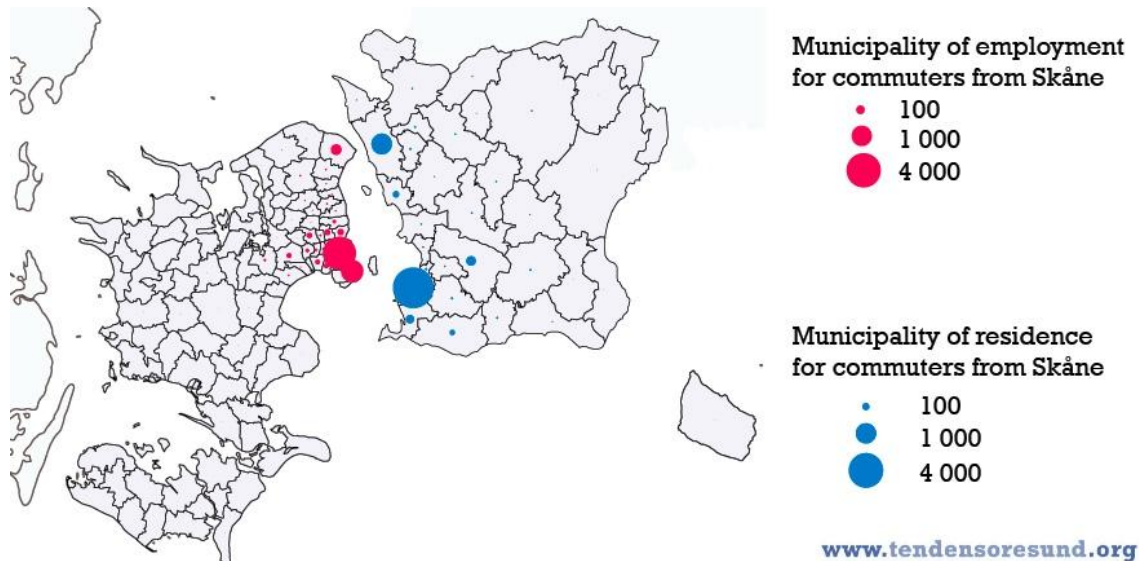 Municipality of employment
for commuters from Skåne
100
1 000
4 000
Municipality of residence
for commuters from Skåne
100
1 000
4 000
www.tendensoresund.org